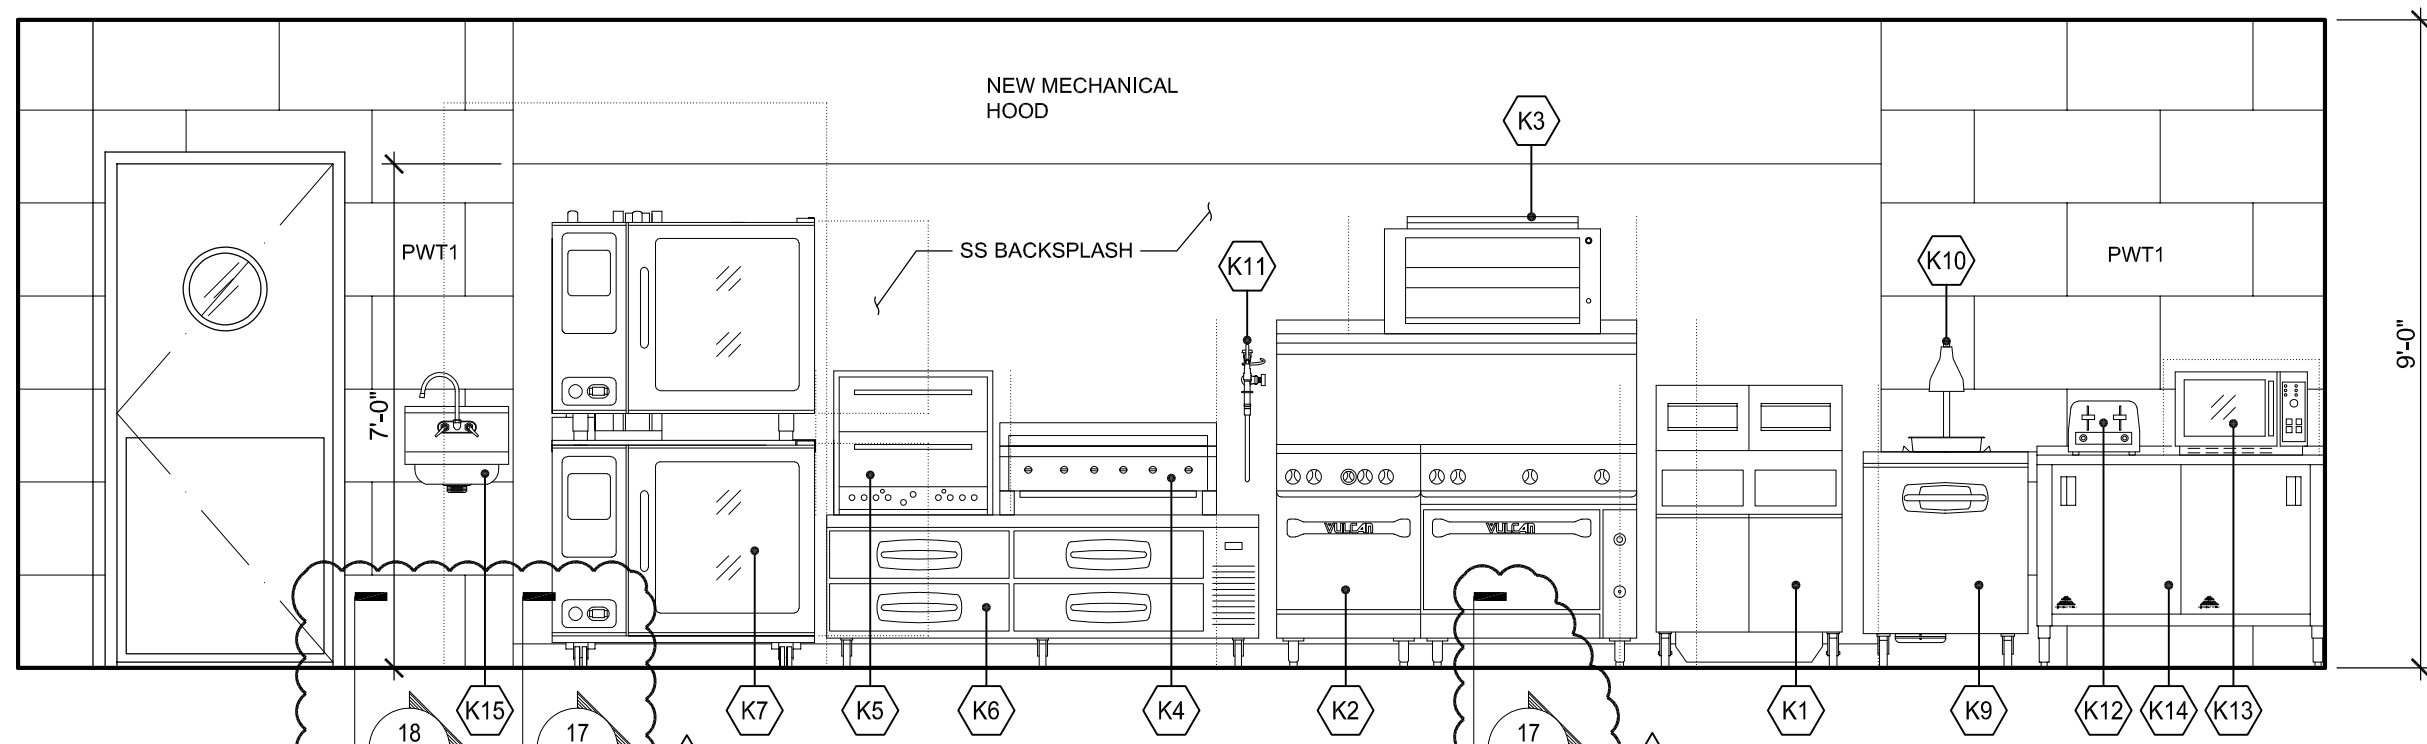 NEW MECHANICAL
HOOD
K3
PWT1
SS BACKSPLASH
K11
K10
PWT1
9'-0"
7'-0"
VULCAN
VULCAN
K15
K7
K5
K6
K4
K2
K1
K9
K12
K14
K13
18
17
17